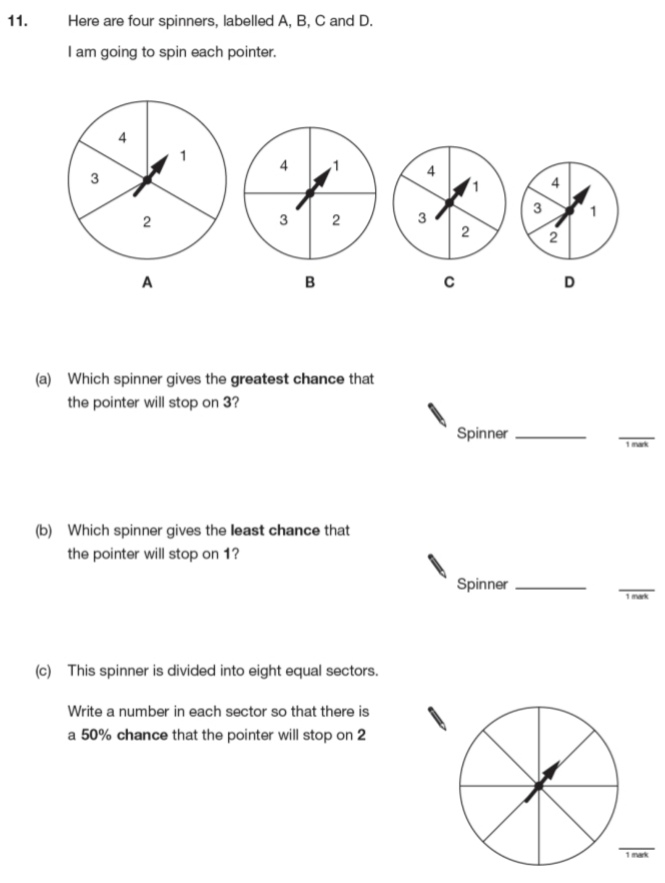 11. Here are four spinners, labelled A, B, C and D.
I am going to spin each pointer.
4 1 3 2
4 1 3 2
4 1 3 2
4 3 1 2
A B C D
(a) Which spinner gives the greatest chance that
the pointer will stop on 3?
Spinner
1 mark
(b) Which spinner gives the least chance that
the pointer will stop on 1?
Spinner
1 mark
(c) This spinner is divided into eight equal sectors.
Write a number in each sector so that there is
a 50% chance that the pointer will stop on 2
1 mark